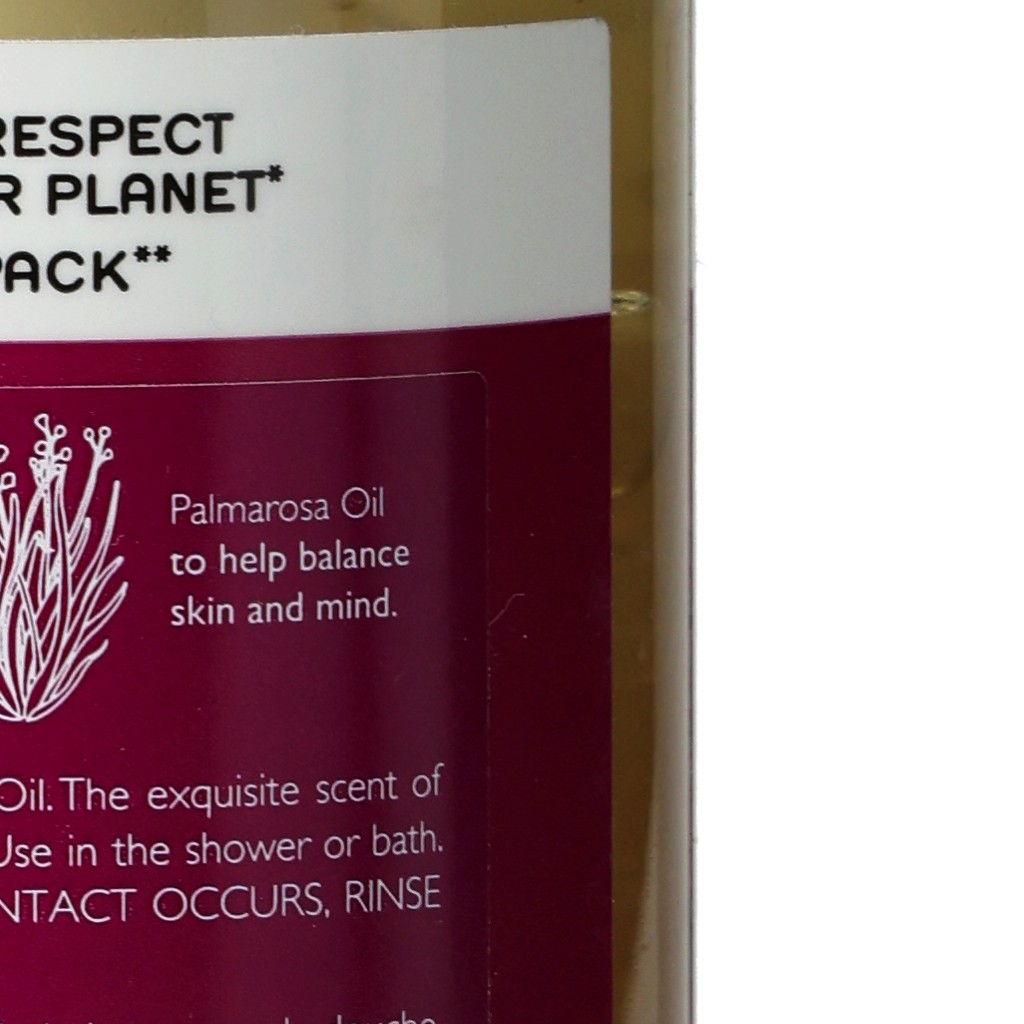 RESPECT
R PLANET*
PACK**
Palmarosa Oil
to help balance
skin and mind.
Oil. The exquisite scent of
Use in the shower or bath.
NTACT OCCURS, RINSE